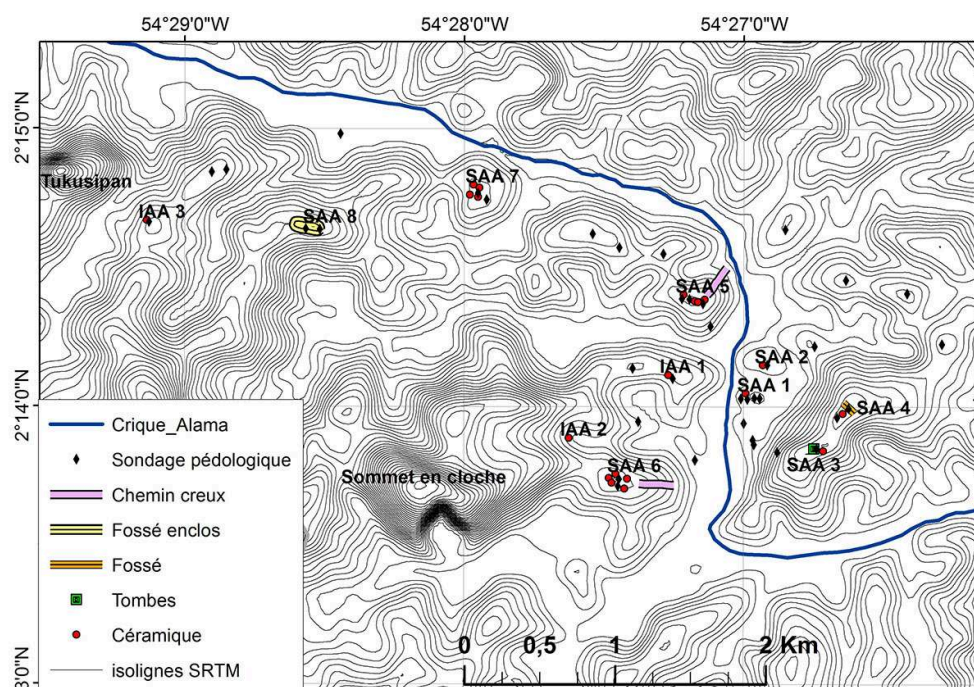 54°29'0"W 54°28'0"W 54°27'0"W
2°15'0"N
Tukusipan
IAA 3
SAA 8
SAA 7
SAA 5
IAA 1
SAA 2
SAA 1
2°14'0"N
SAA 4
IAA 2
SAA 3
SAA 6
Sommet en cloche
Crique_Alama
Sondage pédologique
Chemin creux
Fossé enclos
Fossé
Tombes
Céramique
isolignes SRTM
0 0,5 1 2 Km
3'0"N